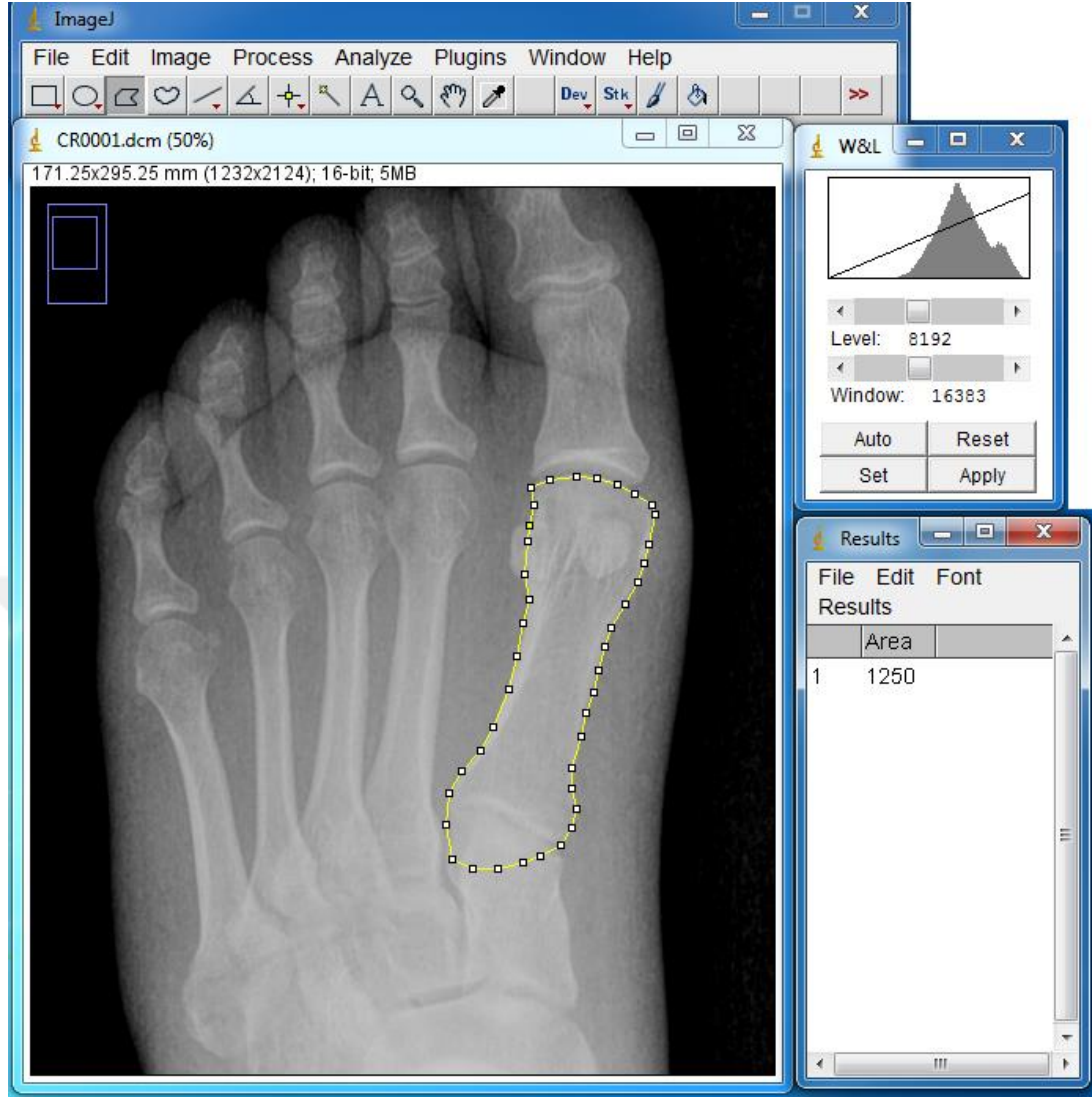 ImageJ
File Edit Image Process Analyze Plugins Window Help
A Dev Stk >>
CR0001.dcm (50%)
171.25x295.25 mm (1232x2124); 16-bit; 5MB
W&L
Level: 8192
Window: 16383
Auto Reset
Set Apply
Results
File Edit Font
Results
Area
1 1250